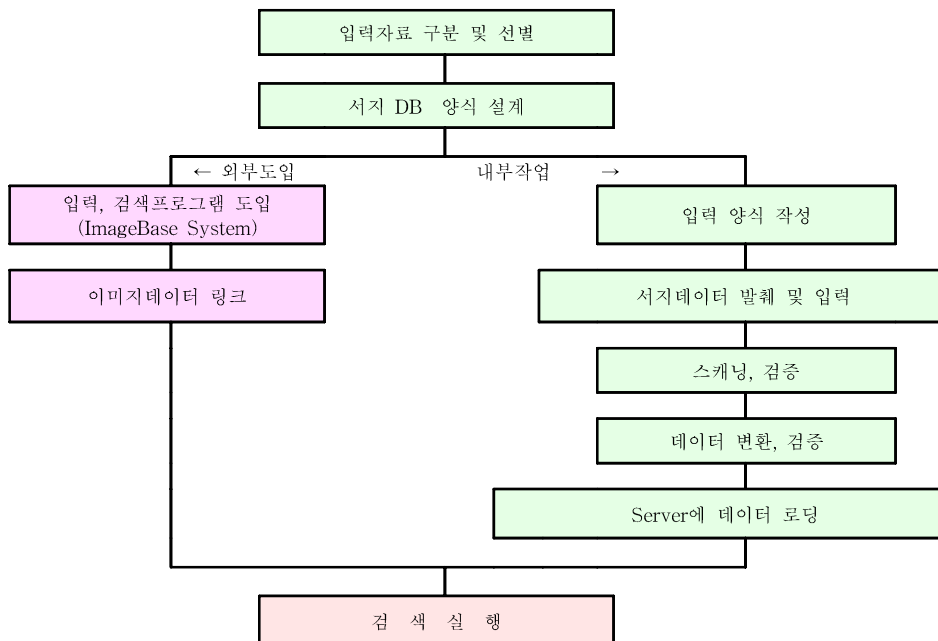 입력자료 구분 및 선별
서지 DB 양식 설계
← 외부도입
내부작업 →
입력, 검색프로그램 도입
(ImageBase System)
이미지데이터 링크
입력 양식 작성
서지데이터 발췌 및 입력
스캐닝, 검증
데이터 변환, 검증
Server에 데이터 로딩
검 색 실 행